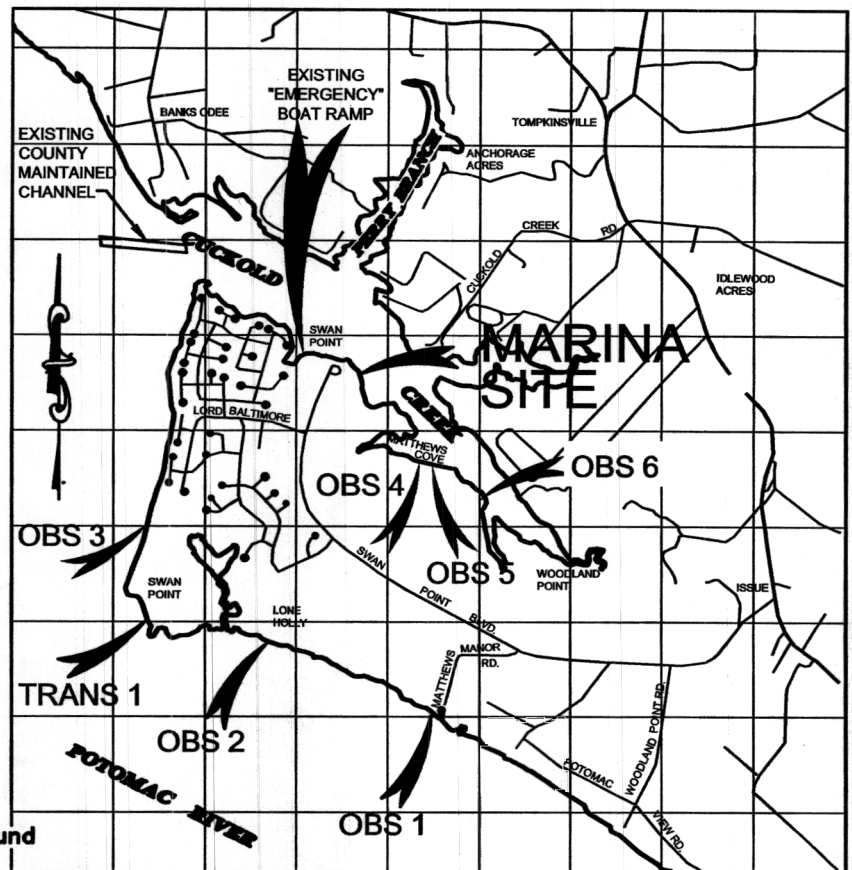 EXISTING
"EMERGENCY"
BOAT RAMP
BANKS ODEE
TOMPKINSVILLE
EXISTING
COUNTY
MAINTAINED
CHANNEL
ANCHORAGE
ACRES
PERRY BRANCH
CUCKOLD
CREEK
CUCKOLD CREEK RD
IDLEWOOD
ACRES
SWAN
POINT
MARINA
SITE
LORD BALTIMORE
MATTHEWS
COVE
OBS 4
OBS 6
OBS 3
OBS 5
SWAN POINT BLVD.
WOODLAND
POINT
ISSUE
SWAN
POINT
LONE
HOLLY
MATTHEWS
MANOR
RD.
TRANS 1
OBS 2
WOODLAND POINT RD.
POTOMAC VIEW RD.
POTOMAC RIVER
OBS 1
und